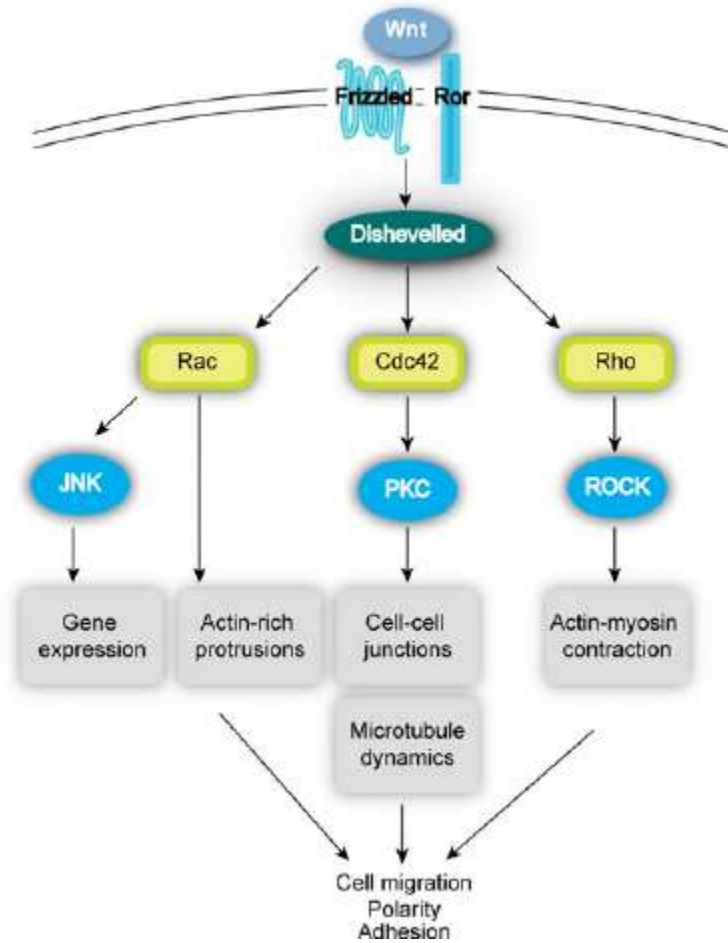 Wnt
Frizzled
Ror
Dishevelled
Rac
Cdc42
Rho
JNK
PKC
ROCK
Gene
expression
Actin-rich
protrusions
Cell-cell
junctions
Actin-myosin
contraction
Microtubule
dynamics
Cell migration
Polarity
Adhesion